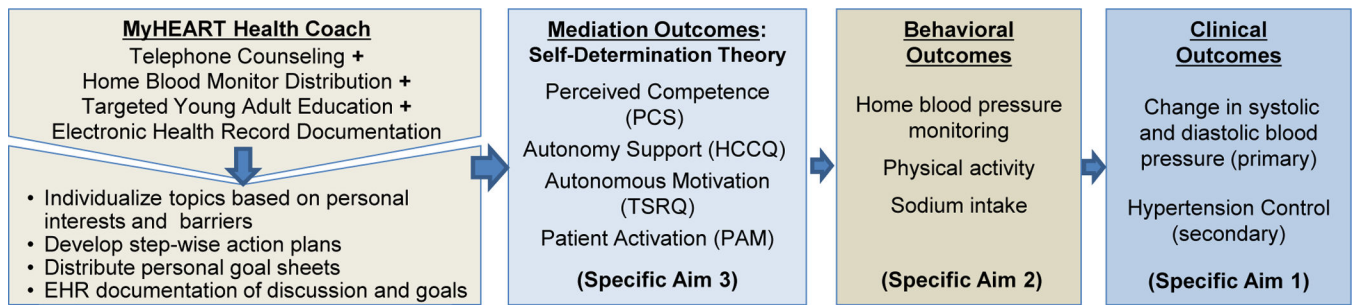 MyHEART Health Coach
Telephone Counseling +
Home Blood Monitor Distribution +
Targeted Young Adult Education +
Electronic Health Record Documentation
• Individualize topics based on personal
interests and barriers
• Develop step-wise action plans
• Distribute personal goal sheets
• EHR documentation of discussion and goals
Mediation Outcomes:
Self-Determination Theory
Perceived Competence
(PCS)
Autonomy Support (HCCQ)
Autonomous Motivation
(TSRQ)
Patient Activation (PAM)
(Specific Aim 3)
Behavioral
Outcomes
Home blood pressure
monitoring
Physical activity
Sodium intake
(Specific Aim 2)
Clinical
Outcomes
Change in systolic
and diastolic blood
pressure (primary)
Hypertension Control
(secondary)
(Specific Aim 1)